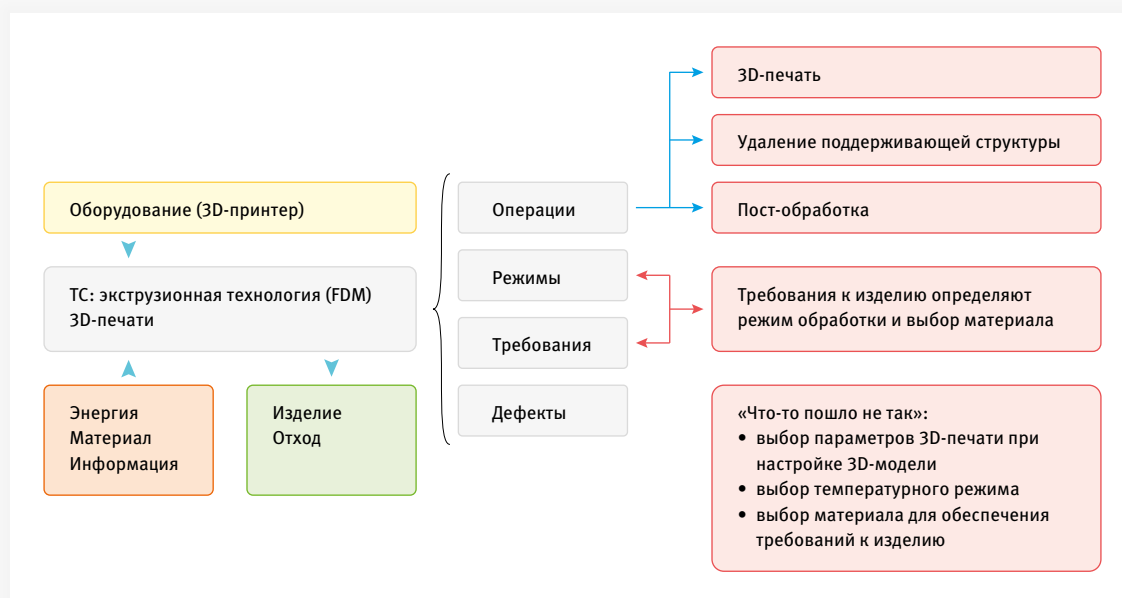 Оборудование (3D-принтер)
ТС: экструзионная технология (FDM)
3D-печати
Энергия
Материал
Информация
Изделие
Отход
Операции
Режимы
Требования
Дефекты
3D-печать
Удаление поддерживающей структуры
Пост-обработка
Требования к изделию определяют
режим обработки и выбор материала
«Что-то пошло не так»:
• выбор параметров 3D-печати при
настройке 3D-модели
• выбор температурного режима
• выбор материала для обеспечения
требований к изделию